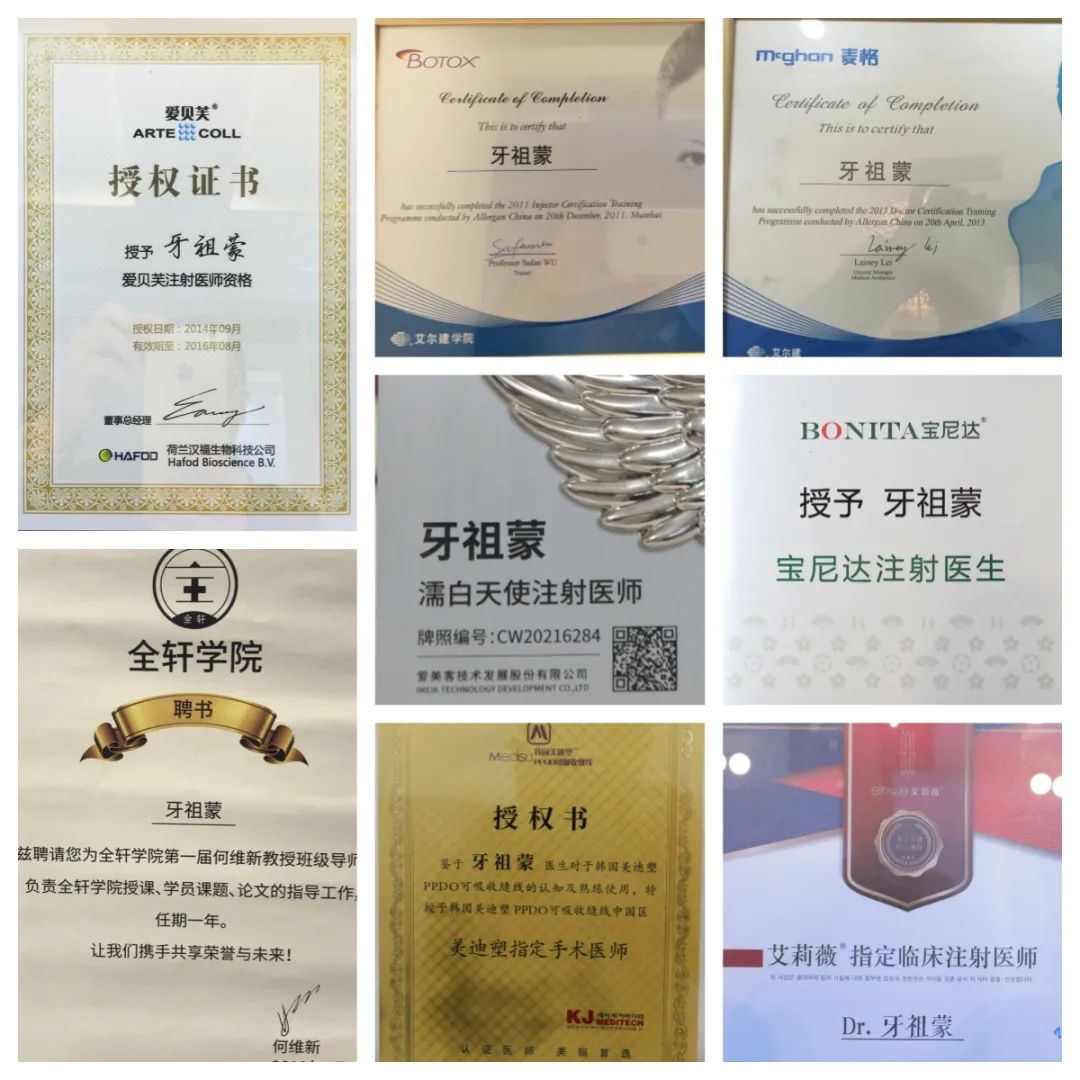 爱贝芙®
ARTE COLL
授权证书
授予 牙祖蒙
爱贝芙注射医师资格
授权日期：2014年09月
有效期至：2016年08月
董事总经理
HAFOD 荷兰汉福生物科技公司
Hafod Bioscience B.V.
BOTOX
Certificate of Completion
This is to certify that
牙祖蒙
has successfully completed the 2011 Injector Certification Training
Programme conducted by Allergan China on 20th December, 2011. Shanghai
Professor Sufan WU
Trainer
艾尔建学院
McGhan 麦格
Certificate of Completion
This is to certify that
牙祖蒙
has successfully completed the 2013 Doctor Certification Training
Programme conducted by Allergan China on 20th April, 2013
Lainey Lei
Lainey Lei
General Manager
Medical Aesthetics
艾尔建
牙祖蒙
濡白天使注射医师
牌照编号：CW20216284
爱美客技术发展股份有限公司
IMEIK TECHNOLOGY DEVELOPMENT CO.,LTD
BONITA宝尼达®
授予 牙祖蒙
宝尼达注射医生
全轩
全轩学院
聘书
牙祖蒙
兹聘请您为全轩学院第一届何维新教授班级导师
负责全轩学院授课、学员课题、论文的指导工作，
任期一年。
让我们携手共享荣誉与未来！
何维新
授权书
鉴于 牙祖蒙 医生对于韩国美迪塑
PPDO可吸收缝线的认知及熟练使用，特
授予韩国美迪塑 PPDO可吸收缝线中国区
美迪塑指定手术医师
KJ MEDITECH
认证医师 美丽首选
elravie 艾莉薇
艾莉薇®指定临床注射医师
Dr. 牙祖蒙